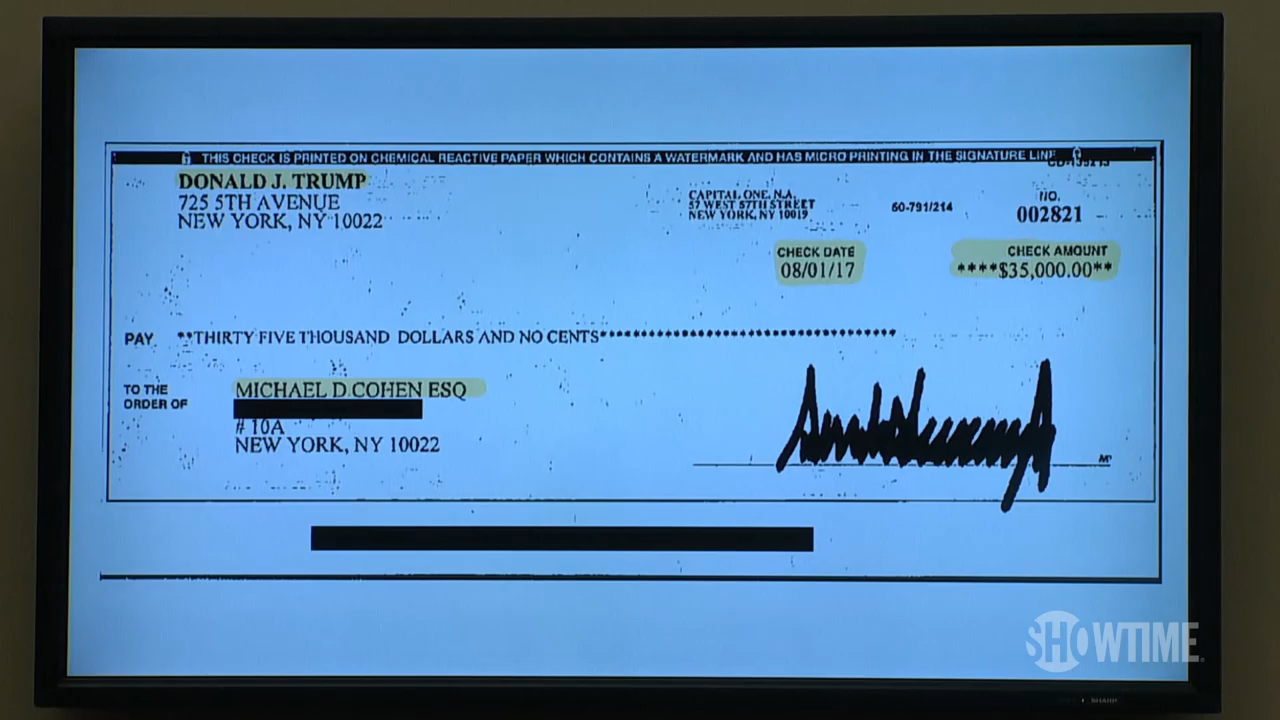 THIS CHECK IS PRINTED ON CHEMICAL REACTIVE PAPER WHICH CONTAINS A WATERMARK AND HAS MICRO PRINTING IN THE SIGNATURE LINE
DONALD J. TRUMP
725 5TH AVENUE
NEW YORK, NY 10022
CAPITAL ONE, N.A.
57 WEST 57TH STREET
NEW YORK, NY 10019
60-791/214
NO.
002821
CHECK DATE
08/01/17
CHECK AMOUNT
****$35,000.00**
PAY **THIRTY FIVE THOUSAND DOLLARS AND NO CENTS**************************************
TO THE
ORDER OF
MICHAEL D COHEN ESQ
# 10A
NEW YORK, NY 10022
MP
SHOWTIME
SHARP